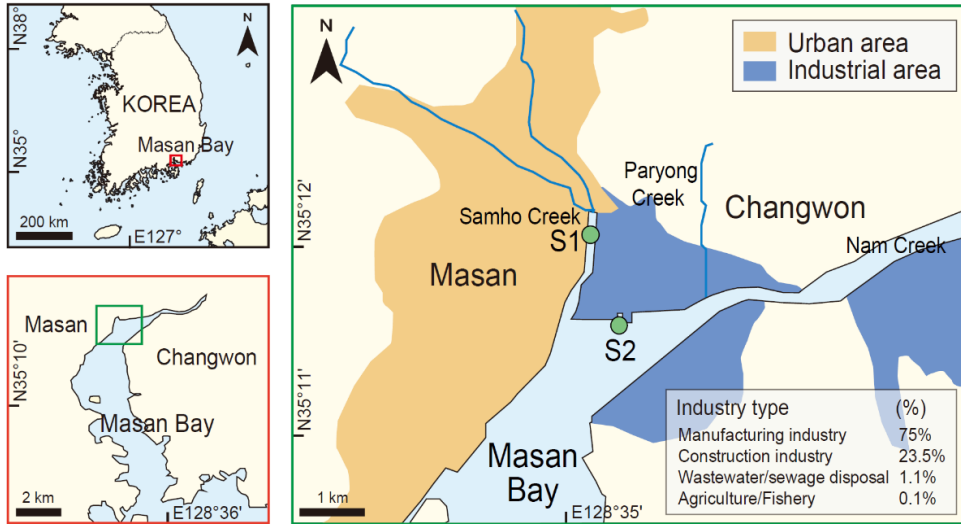 N38°
N
KOREA
Masan Bay
N35°
200 km
E127°
Masan
N35°10'
Changwon
Masan Bay
2 km
E128°36'
N
Urban area
Industrial area
N35°12'
Paryong
Creek
Samho Creek
Changwon
S1
Nam Creek
Masan
S2
N35°11'
Masan
Bay
1 km
E128°35'
Industry type (%)
Manufacturing industry 75%
Construction industry 23.5%
Wastewater/sewage disposal 1.1%
Agriculture/Fishery 0.1%